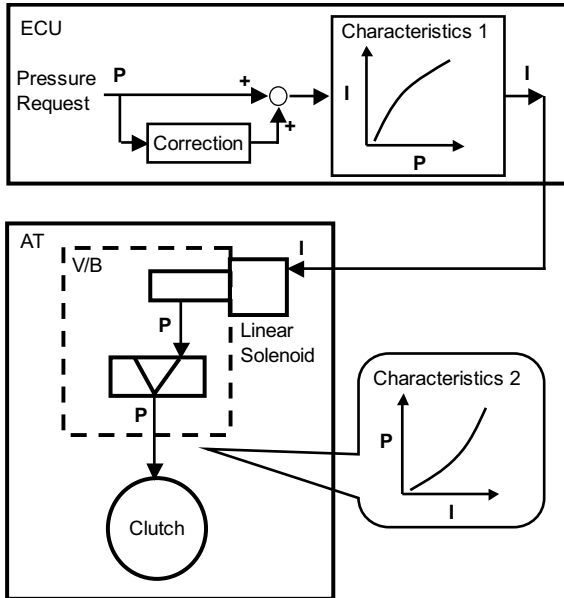 ECU
Pressure
Request
P
+
+
Correction
Characteristics 1
I
P
I
AT
V/B
I
P
Linear
Solenoid
P
Clutch
Characteristics 2
P
I